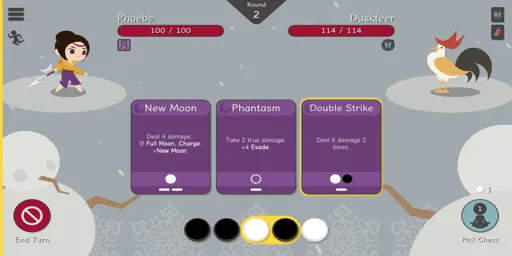 Round
2
Phoebe
Duskteer
100 / 100
114 / 114
New Moon
Deal 4 damage.
If Full Moon, Charge.
+New Moon.
Phantasm
Take 2 true damage.
+4 Evade.
Double Strike
Deal 6 damage 2
times.
1
End Turn
Pick Chess